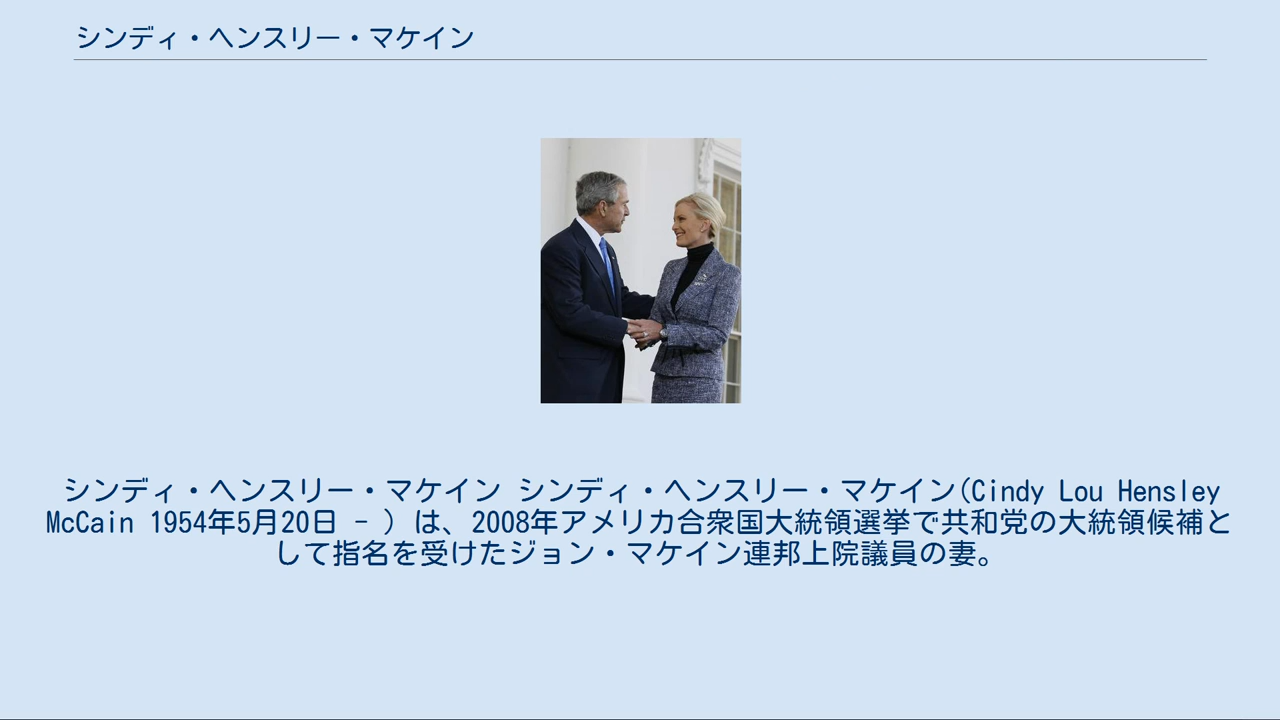 シンディ・ヘンスリー・マケイン
シンディ・ヘンスリー・マケイン シンディ・ヘンスリー・マケイン(Cindy Lou Hensley
McCain 1954年5月20日 - ) は、2008年アメリカ合衆国大統領選挙で共和党の大統領候補と
して指名を受けたジョン・マケイン連邦上院議員の妻。